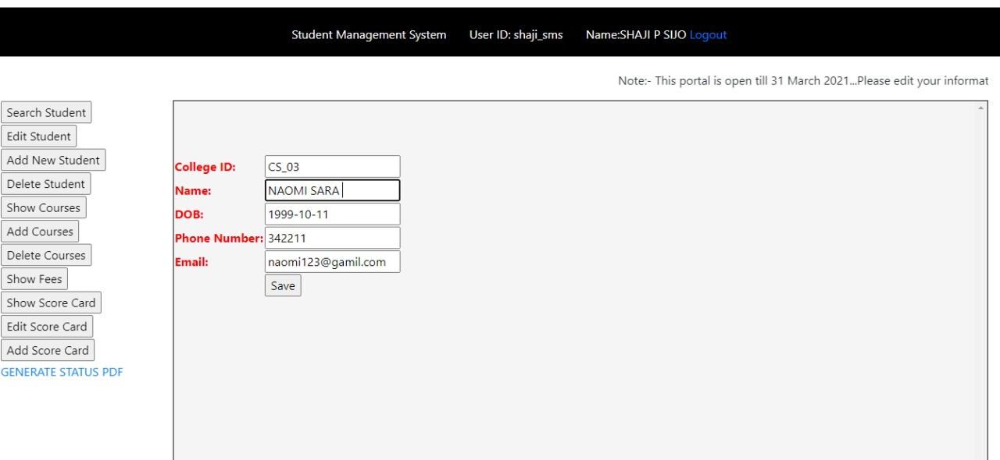 Student Management System User ID: shaji_sms Name:SHAJI P SIJO Logout
Note:- This portal is open till 31 March 2021...Please edit your informat
Search Student
Edit Student
Add New Student
Delete Student
Show Courses
Add Courses
Delete Courses
Show Fees
Show Score Card
Edit Score Card
Add Score Card
GENERATE STATUS PDF
College ID: CS_03
Name: NAOMI SARA
DOB: 1999-10-11
Phone Number: 342211
Email: naomi123@gamil.com
Save